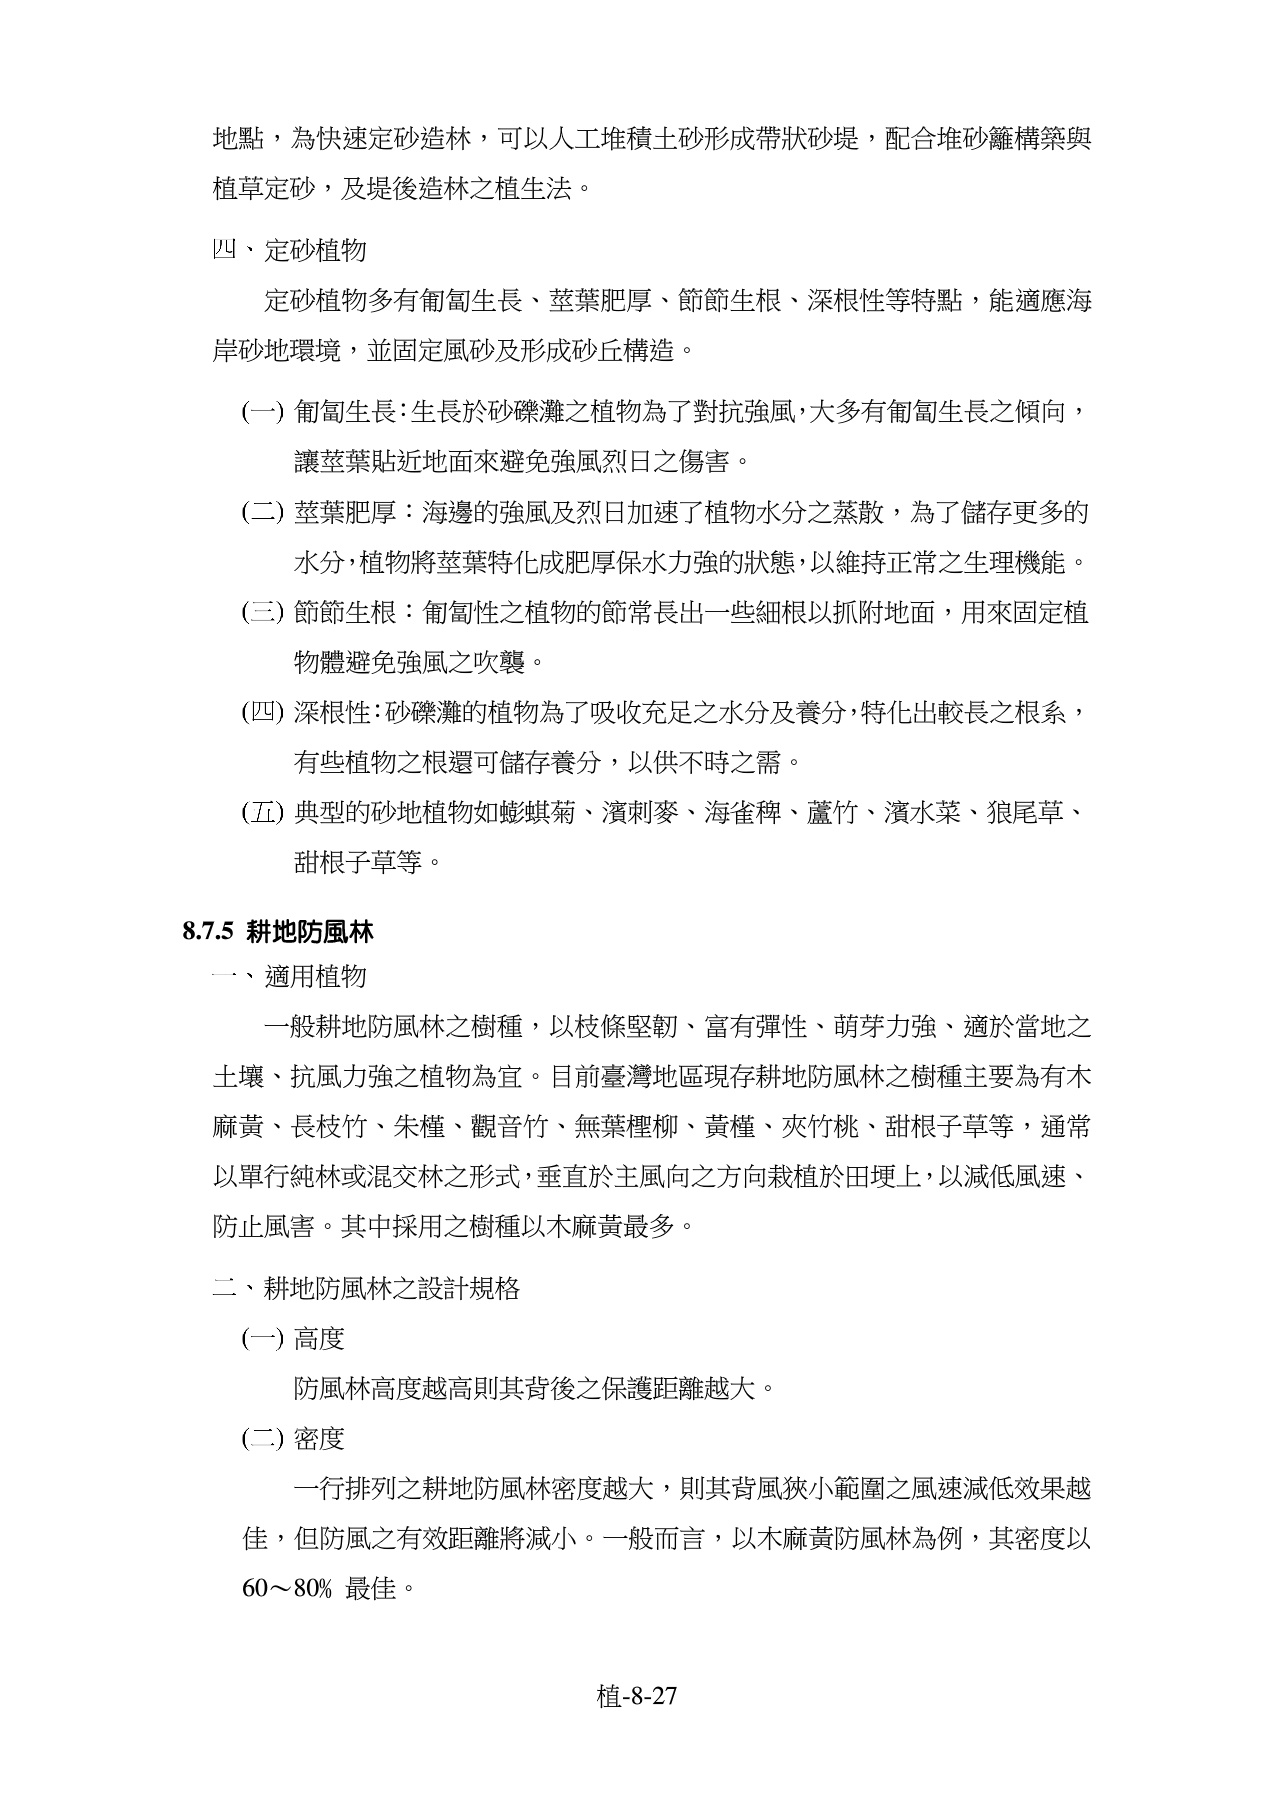 地點，為快速定砂造林，可以人工堆積土砂形成帶狀砂堤，配合堆砂籬構築與
植草定砂，及堤後造林之植生法。
四、定砂植物
定砂植物多有匍匐生長、莖葉肥厚、節節生根、深根性等特點，能適應海
岸砂地環境，並固定風砂及形成砂丘構造。
(一) 匍匐生長：生長於砂礫灘之植物為了對抗強風，大多有匍匐生長之傾向，
讓莖葉貼近地面來避免強風烈日之傷害。
(二) 莖葉肥厚：海邊的強風及烈日加速了植物水分之蒸散，為了儲存更多的
水分，植物將莖葉特化成肥厚保水力強的狀態，以維持正常之生理機能。
(三) 節節生根：匍匐性之植物的節常長出一些細根以抓附地面，用來固定植
物體避免強風之吹襲。
(四) 深根性：砂礫灘的植物為了吸收充足之水分及養分，特化出較長之根系，
有些植物之根還可儲存養分，以供不時之需。
(五) 典型的砂地植物如蟛蜞菊、濱刺麥、海雀稗、蘆竹、濱水菜、狼尾草、
甜根子草等。
8.7.5 耕地防風林
一、適用植物
一般耕地防風林之樹種，以枝條堅韌、富有彈性、萌芽力強、適於當地之
土壤、抗風力強之植物為宜。目前臺灣地區現存耕地防風林之樹種主要為有木
麻黃、長枝竹、朱槿、觀音竹、無葉檉柳、黃槿、夾竹桃、甜根子草等，通常
以單行純林或混交林之形式，垂直於主風向之方向栽植於田埂上，以減低風速、
防止風害。其中採用之樹種以木麻黃最多。
二、耕地防風林之設計規格
(一) 高度
防風林高度越高則其背後之保護距離越大。
(二) 密度
一行排列之耕地防風林密度越大，則其背風狹小範圍之風速減低效果越
佳，但防風之有效距離將減小。一般而言，以木麻黃防風林為例，其密度以
60～80% 最佳。
植-8-27